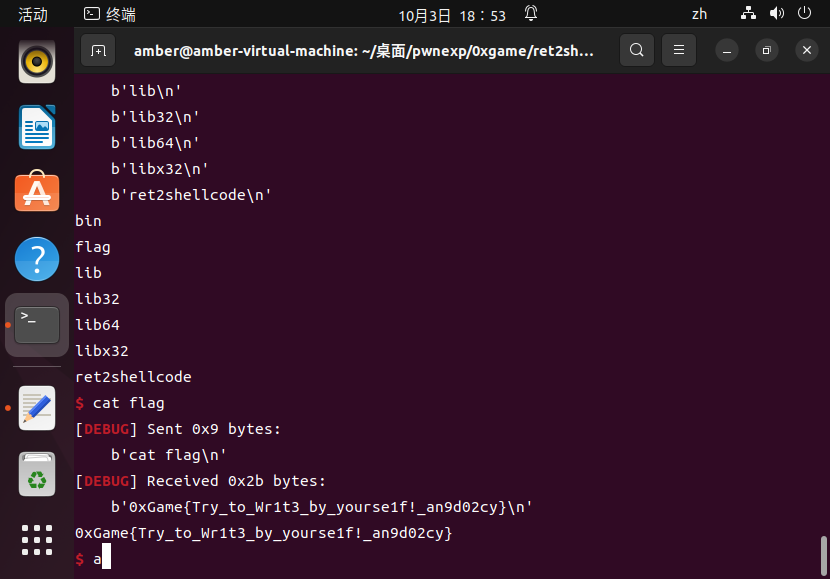 活动 终端 10月3日 18:53 zh
amber@amber-virtual-machine: ~/桌面/pwnexp/0xgame/ret2sh...
b'lib\n'
b'lib32\n'
b'lib64\n'
b'libx32\n'
b'ret2shellcode\n'
bin
flag
lib
lib32
lib64
libx32
ret2shellcode
$ cat flag
[DEBUG] Sent 0x9 bytes:
b'cat flag\n'
[DEBUG] Received 0x2b bytes:
b'0xGame{Try_to_Wr1t3_by_yourse1f!_an9d02cy}\n'
0xGame{Try_to_Wr1t3_by_yourse1f!_an9d02cy}
$ a